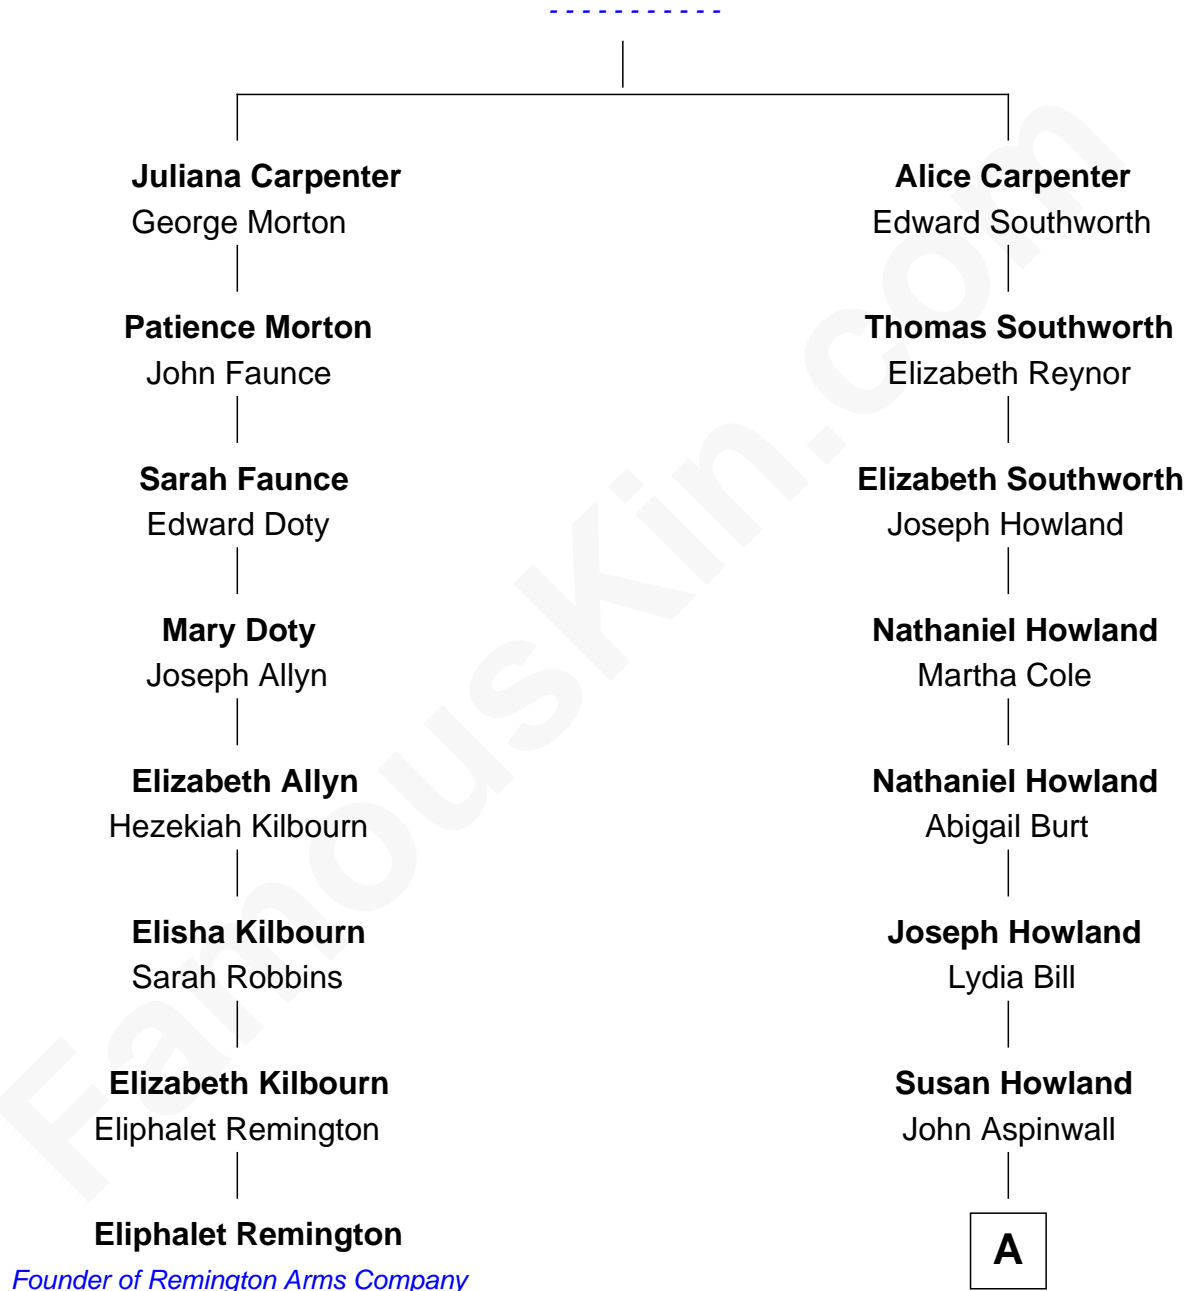 - - - - - - - - - - -
Juliana Carpenter
George Morton
Alice Carpenter
Edward Southworth
Patience Morton
John Faunce
Thomas Southworth
Elizabeth Reynor
Sarah Faunce
Edward Doty
Elizabeth Southworth
Joseph Howland
Mary Doty
Joseph Allyn
Nathaniel Howland
Martha Cole
Elizabeth Allyn
Hezekiah Kilbourn
Nathaniel Howland
Abigail Burt
Elisha Kilbourn
Sarah Robbins
Joseph Howland
Lydia Bill
Elizabeth Kilbourn
Eliphalet Remington
Susan Howland
John Aspinwall
Eliphalet Remington
Founder of Remington Arms Company
A
FamousKin.com